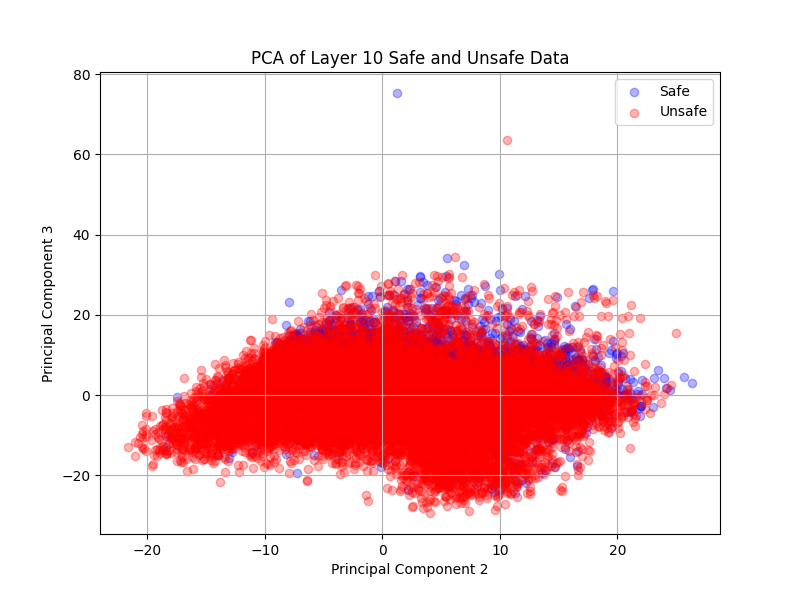 PCA of Layer 10 Safe and Unsafe Data
Safe
Unsafe
80
60
40
20
0
−20
Principal Component 3
−20
−10
0
10
20
Principal Component 2